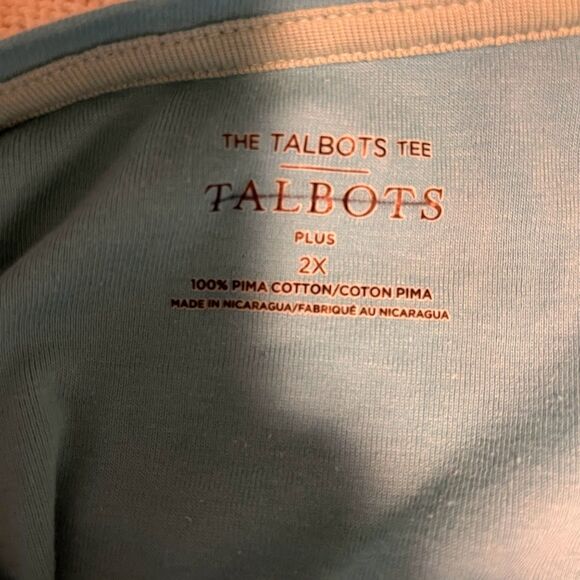 THE TALBOTS TEE
TALBOTS
PLUS
2X
100% PIMA COTTON/COTON PIMA
MADE IN NICARAGUA/FABRIQUÉ AU NICARAGUA